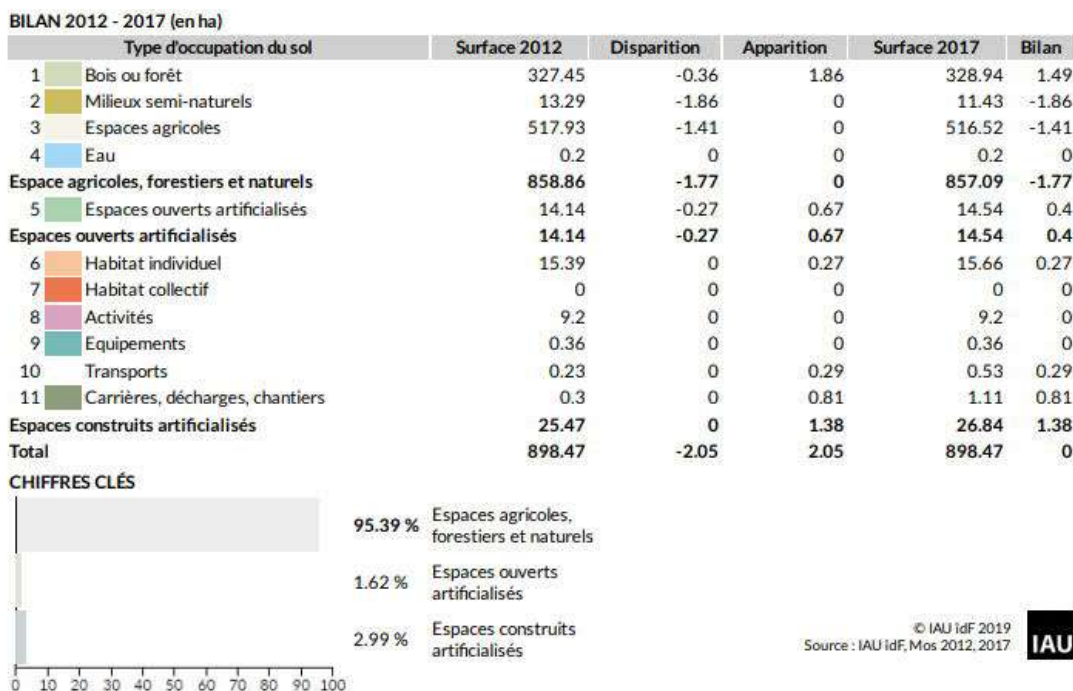 BILAN 2012 - 2017 (en ha)
Type d'occupation du sol Surface 2012 Disparition Apparition Surface 2017 Bilan
1 Bois ou forêt 327.45 -0.36 1.86 328.94 1.49
2 Milieux semi-naturels 13.29 -1.86 0 11.43 -1.86
3 Espaces agricoles 517.93 -1.41 0 516.52 -1.41
4 Eau 0.2 0 0 0.2 0
Espace agricoles, forestiers et naturels 858.86 -1.77 0 857.09 -1.77
5 Espaces ouverts artificialisés 14.14 -0.27 0.67 14.54 0.4
Espaces ouverts artificialisés 14.14 -0.27 0.67 14.54 0.4
6 Habitat individuel 15.39 0 0.27 15.66 0.27
7 Habitat collectif 0 0 0 0 0
8 Activités 9.2 0 0 9.2 0
9 Equipements 0.36 0 0 0.36 0
10 Transports 0.23 0 0.29 0.53 0.29
11 Carrières, décharges, chantiers 0.3 0 0.81 1.11 0.81
Espaces construits artificialisés 25.47 0 1.38 26.84 1.38
Total 898.47 -2.05 2.05 898.47 0
CHIFFRES CLÉS
95.39 % Espaces agricoles,
forestiers et naturels
1.62 % Espaces ouverts
artificialisés
2.99 % Espaces construits
artificialisés
0 10 20 30 40 50 60 70 80 90 100
© IAU îdF 2019
Source : IAU îdF, Mos 2012, 2017
IAU